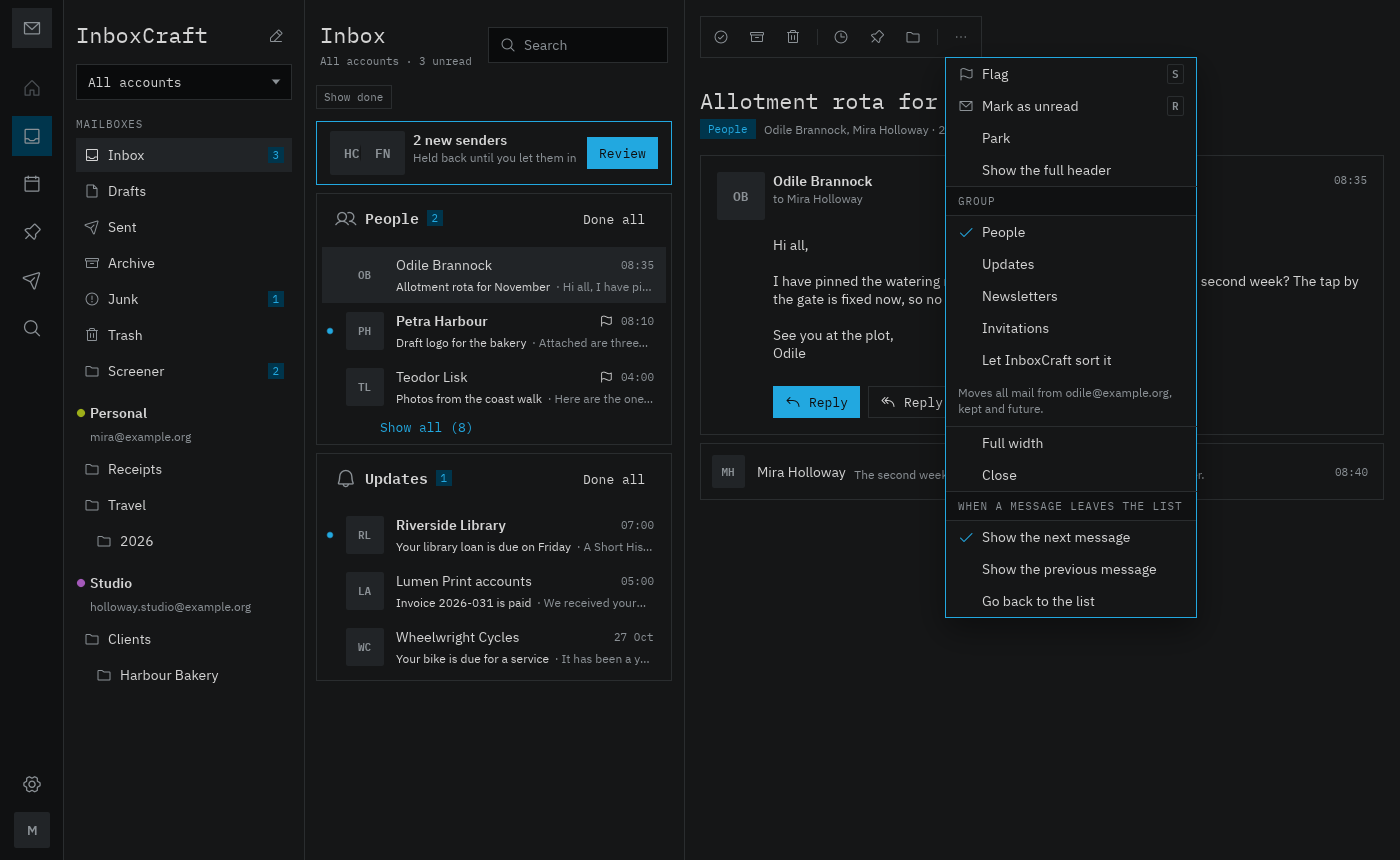 InboxCraft
All accounts
MAILBOXES
Inbox 3
Drafts
Sent
Archive
Junk 1
Trash
Screener 2
Personal
mira@example.org
Receipts
Travel
2026
Studio
holloway.studio@example.org
Clients
Harbour Bakery
M
Inbox
All accounts · 3 unread
Search
Show done
HC FN
2 new senders
Held back until you let them in
Review
People 2
Done all
OB
Odile Brannock 08:35
Allotment rota for November · Hi all, I have pi…
PH
Petra Harbour 08:10
Draft logo for the bakery · Attached are three…
TL
Teodor Lisk 04:00
Photos from the coast walk · Here are the one…
Show all (8)
Updates 1
Done all
RL
Riverside Library 07:00
Your library loan is due on Friday · A Short His…
LA
Lumen Print accounts 05:00
Invoice 2026-031 is paid · We received your…
WC
Wheelwright Cycles 27 Oct
Your bike is due for a service · It has been a y…
Allotment rota for
People Odile Brannock, Mira Holloway · 2
OB
Odile Brannock 08:35
to Mira Holloway
Hi all,
I have pinned the watering second week? The tap by
the gate is fixed now, so no
See you at the plot,
Odile
Reply
Reply
MH
Mira Holloway The second week 08:40
Flag S
Mark as unread R
Park
Show the full header
GROUP
People
Updates
Newsletters
Invitations
Let InboxCraft sort it
Moves all mail from odile@example.org,
kept and future.
Full width
Close
WHEN A MESSAGE LEAVES THE LIST
Show the next message
Show the previous message
Go back to the list